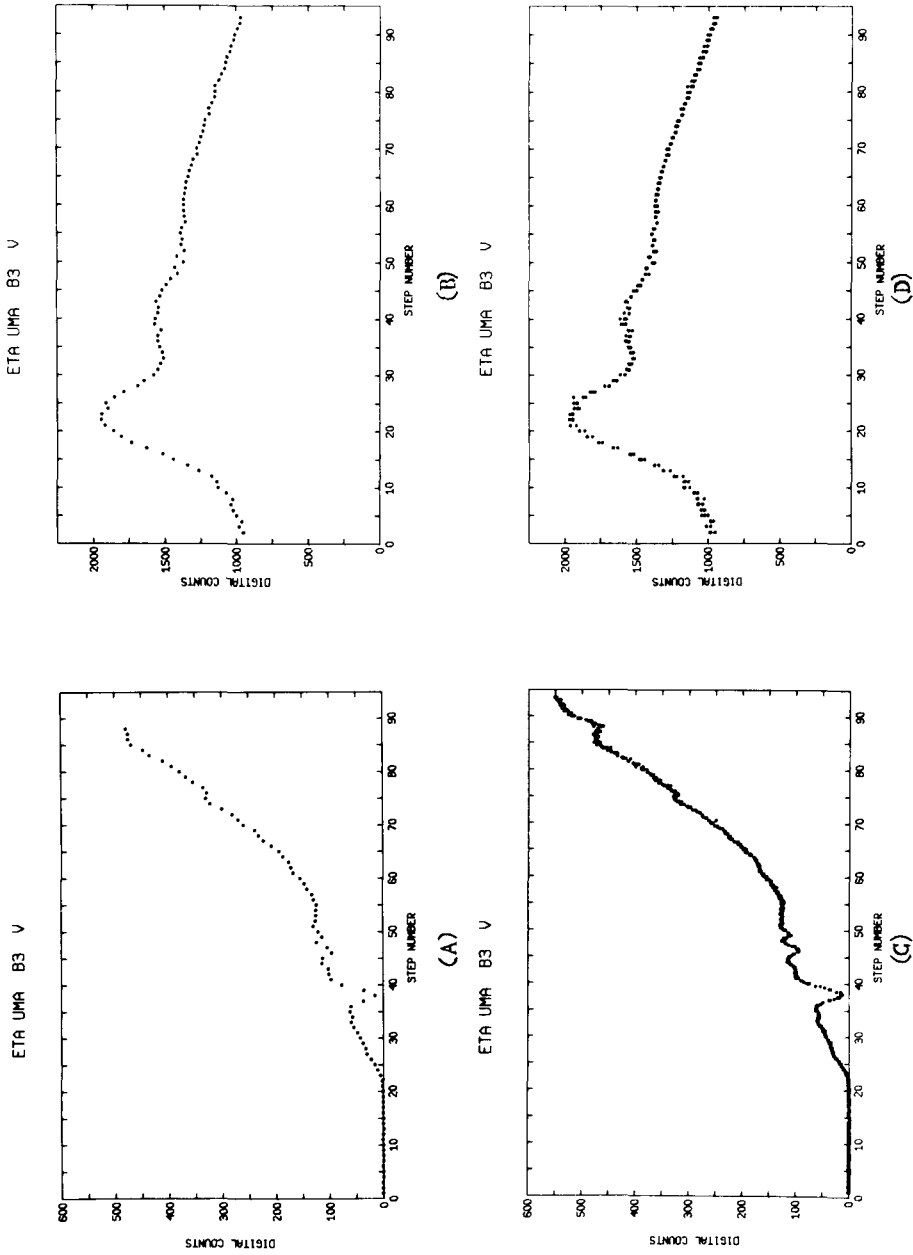 ETA UMA B3 V
600
500
400
300
200
100
0
DIGITAL COUNTS
0 10 20 30 40 50 60 70 80 90
STEP NUMBER
(A)
ETA UMA B3 V
2000
1500
1000
500
0
DIGITAL COUNTS
0 10 20 30 40 50 60 70 80 90
STEP NUMBER
(B)
ETA UMA B3 V
600
500
400
300
200
100
0
DIGITAL COUNTS
0 10 20 30 40 50 60 70 80 90
STEP NUMBER
(C)
ETA UMA B3 V
2000
1500
1000
500
0
DIGITAL COUNTS
0 10 20 30 40 50 60 70 80 90
STEP NUMBER
(D)